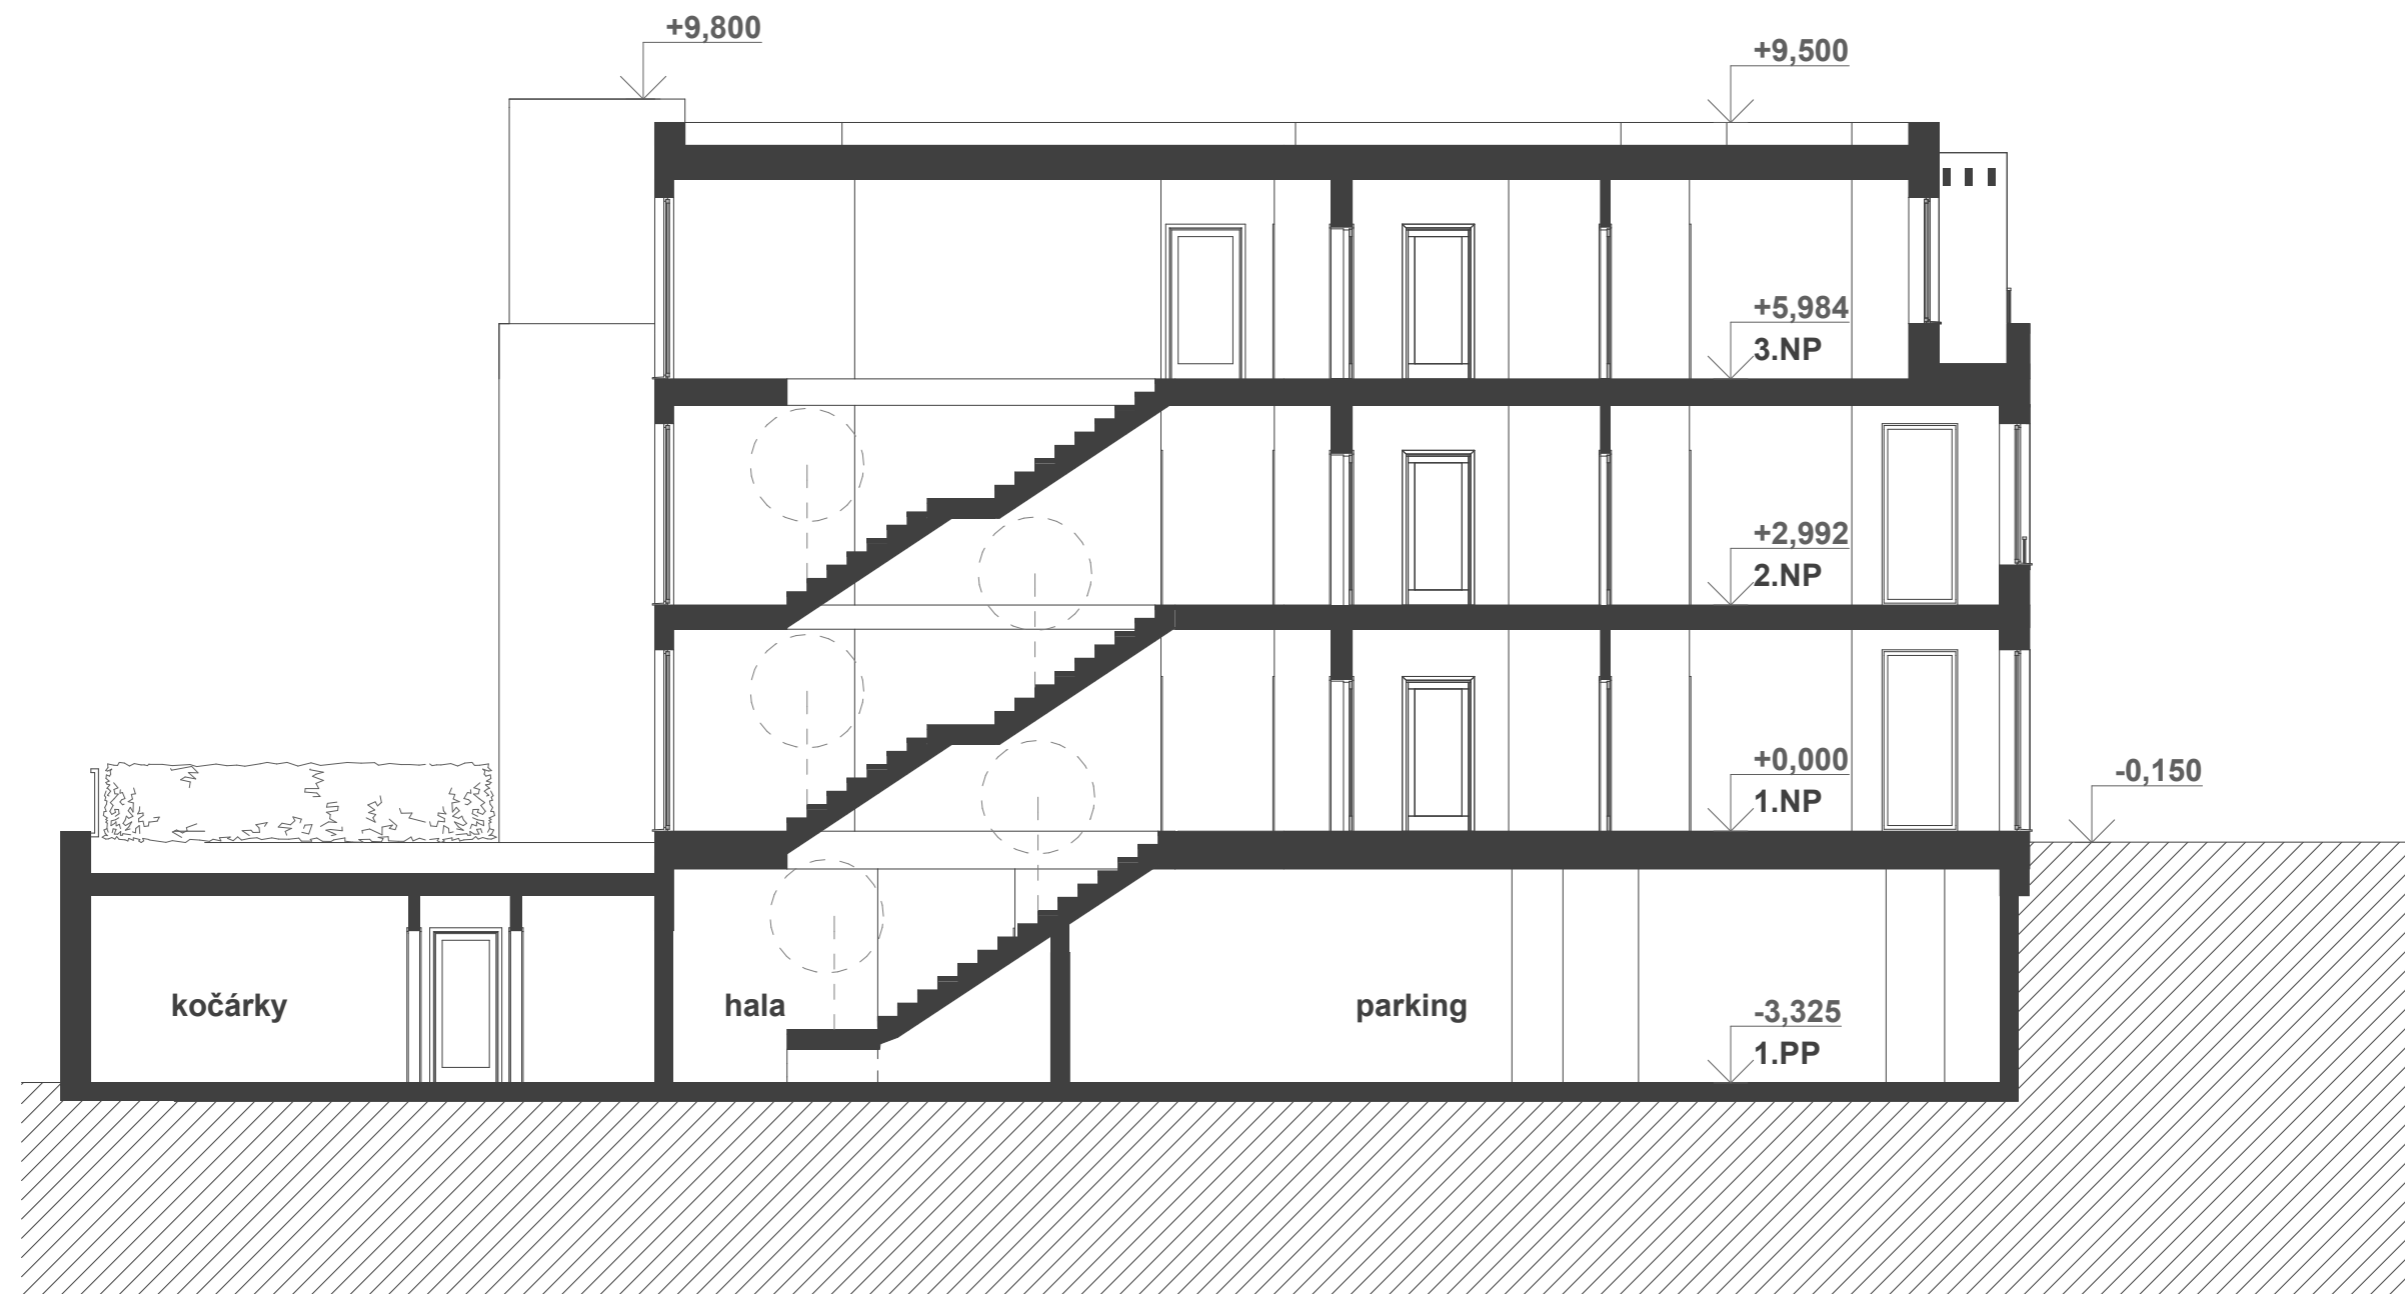 +9,800
+9,500
+5,984
3.NP
+2,992
2.NP
+0,000
1.NP
-0,150
kočárky
hala
parking
-3,325
1.PP